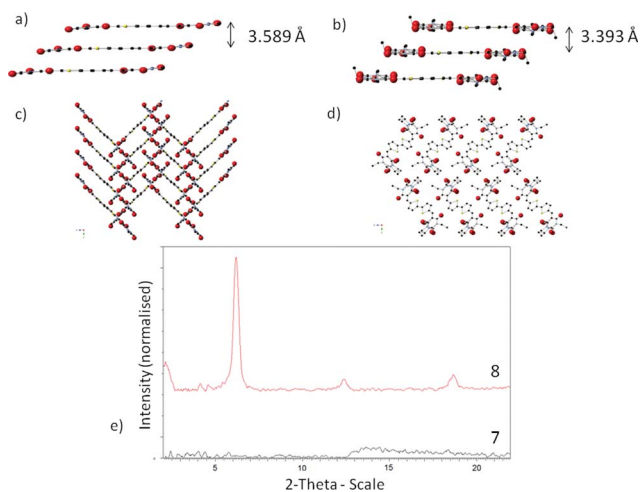 a)
3.589 Å
b)
3.393 Å
c)
d)
e)
Intensity (normalised)
8
7
5
10
15
20
2-Theta - Scale